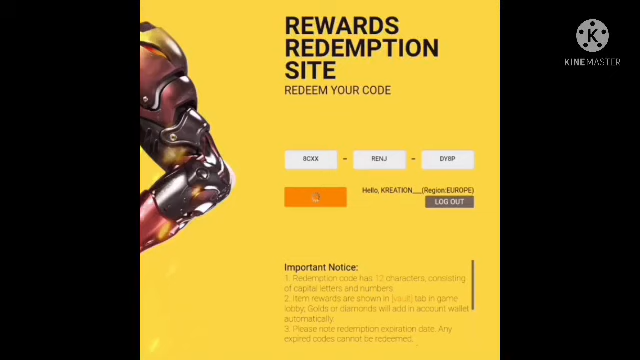 REWARDS
REDEMPTION
SITE
REDEEM YOUR CODE
8CXX - RENJ - DY8P
Hello, KREATION___(Region:EUROPE)
LOG OUT
Important Notice:
1. Redemption code has 12 characters, consisting
of capital letters and numbers
2. Item rewards are shown in [vault] tab in game
lobby; Golds or diamonds will add in account wallet
automatically.
3. Please note redemption expiration date. Any
expired codes cannot be redeemed.
K
KINEMASTER